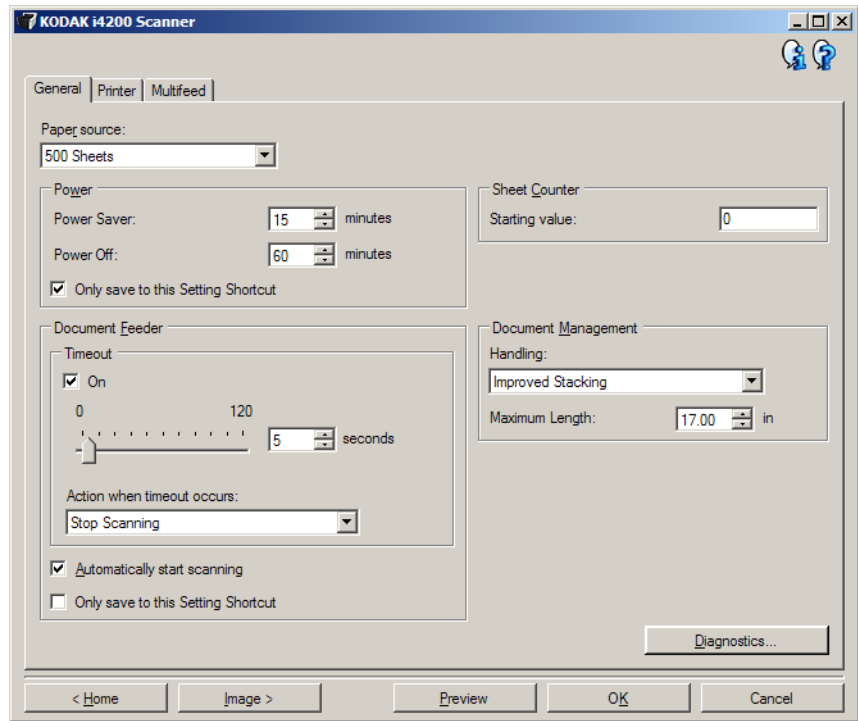 KODAK i4200 Scanner
General Printer Multifeed
Paper source:
500 Sheets
Power
Power Saver: 15 minutes
Power Off: 60 minutes
Only save to this Setting Shortcut
Sheet Counter
Starting value: 0
Document Feeder
Timeout
On
0 120
5 seconds
Action when timeout occurs:
Stop Scanning
Automatically start scanning
Only save to this Setting Shortcut
Document Management
Handling:
Improved Stacking
Maximum Length: 17.00 in
Diagnostics...
< Home Image > Preview OK Cancel